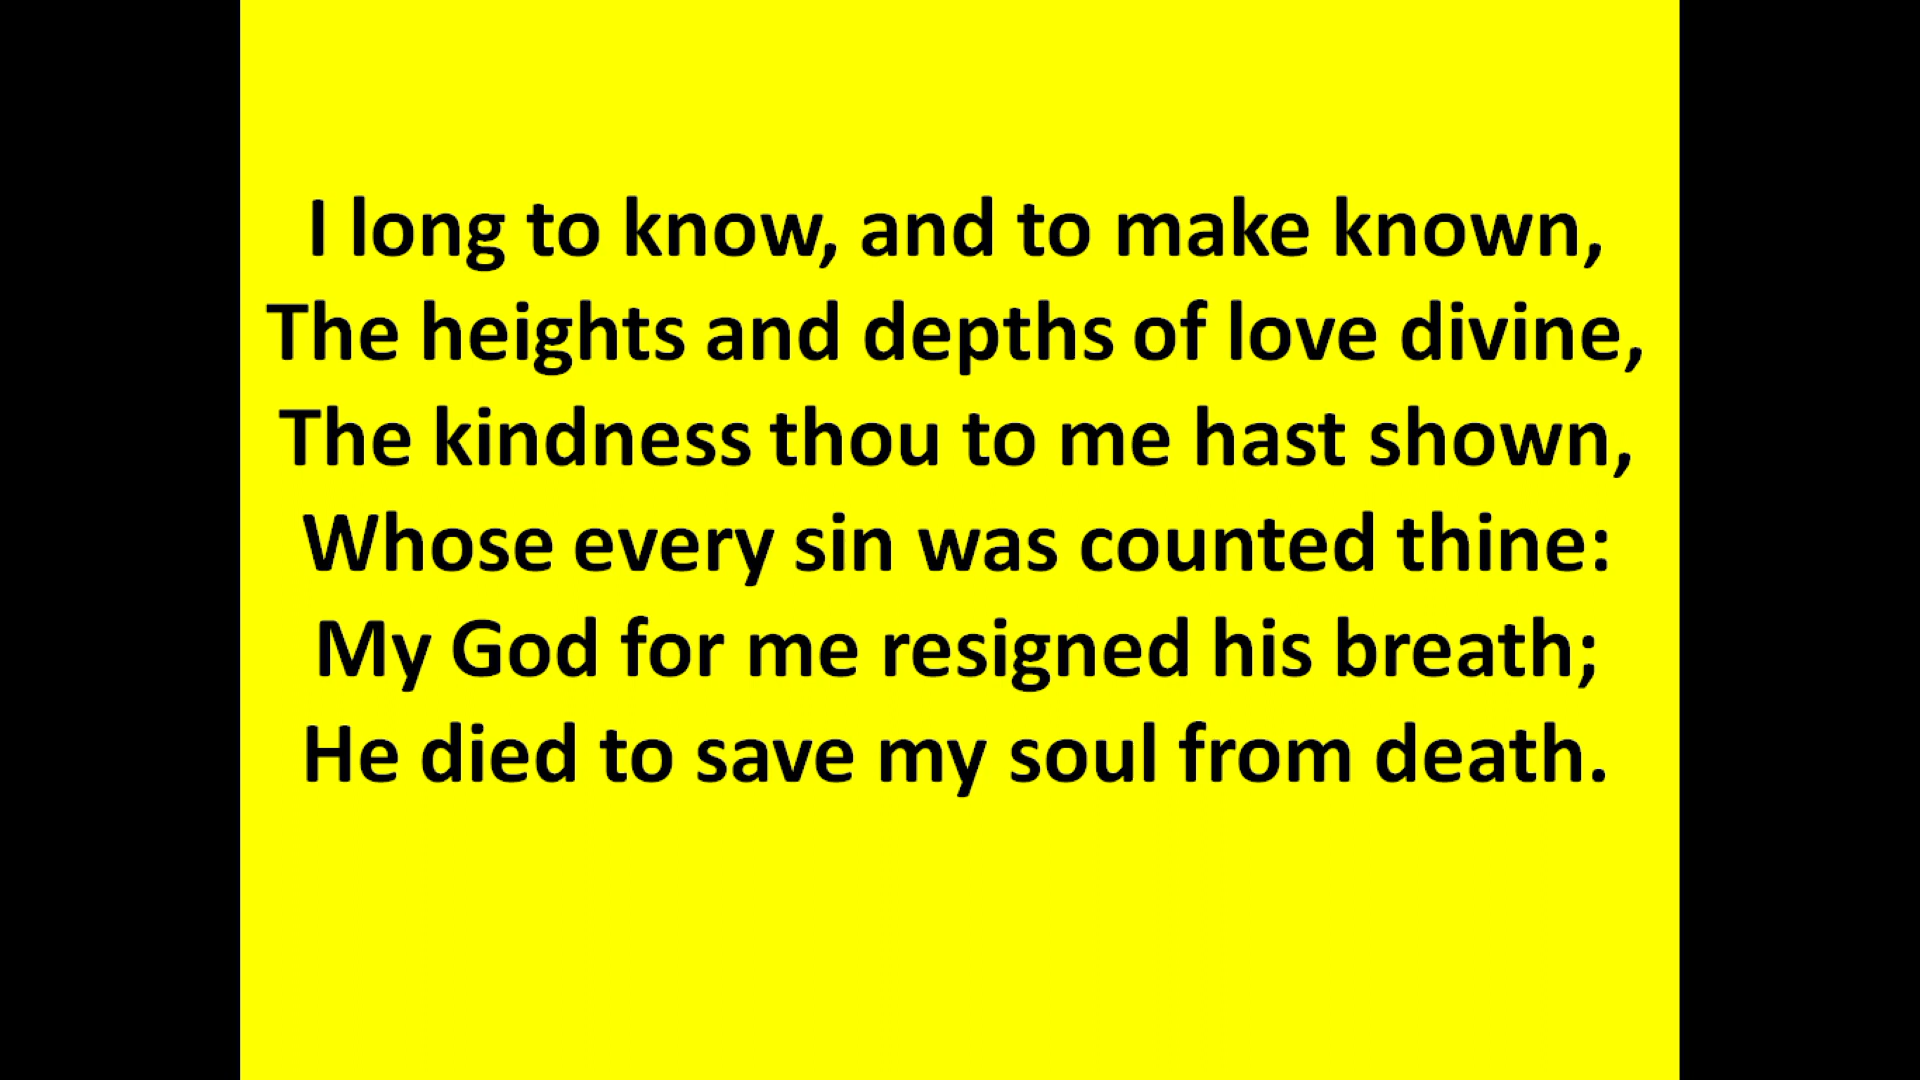 I long to know, and to make known,
The heights and depths of love divine,
The kindness thou to me hast shown,
Whose every sin was counted thine:
My God for me resigned his breath;
He died to save my soul from death.